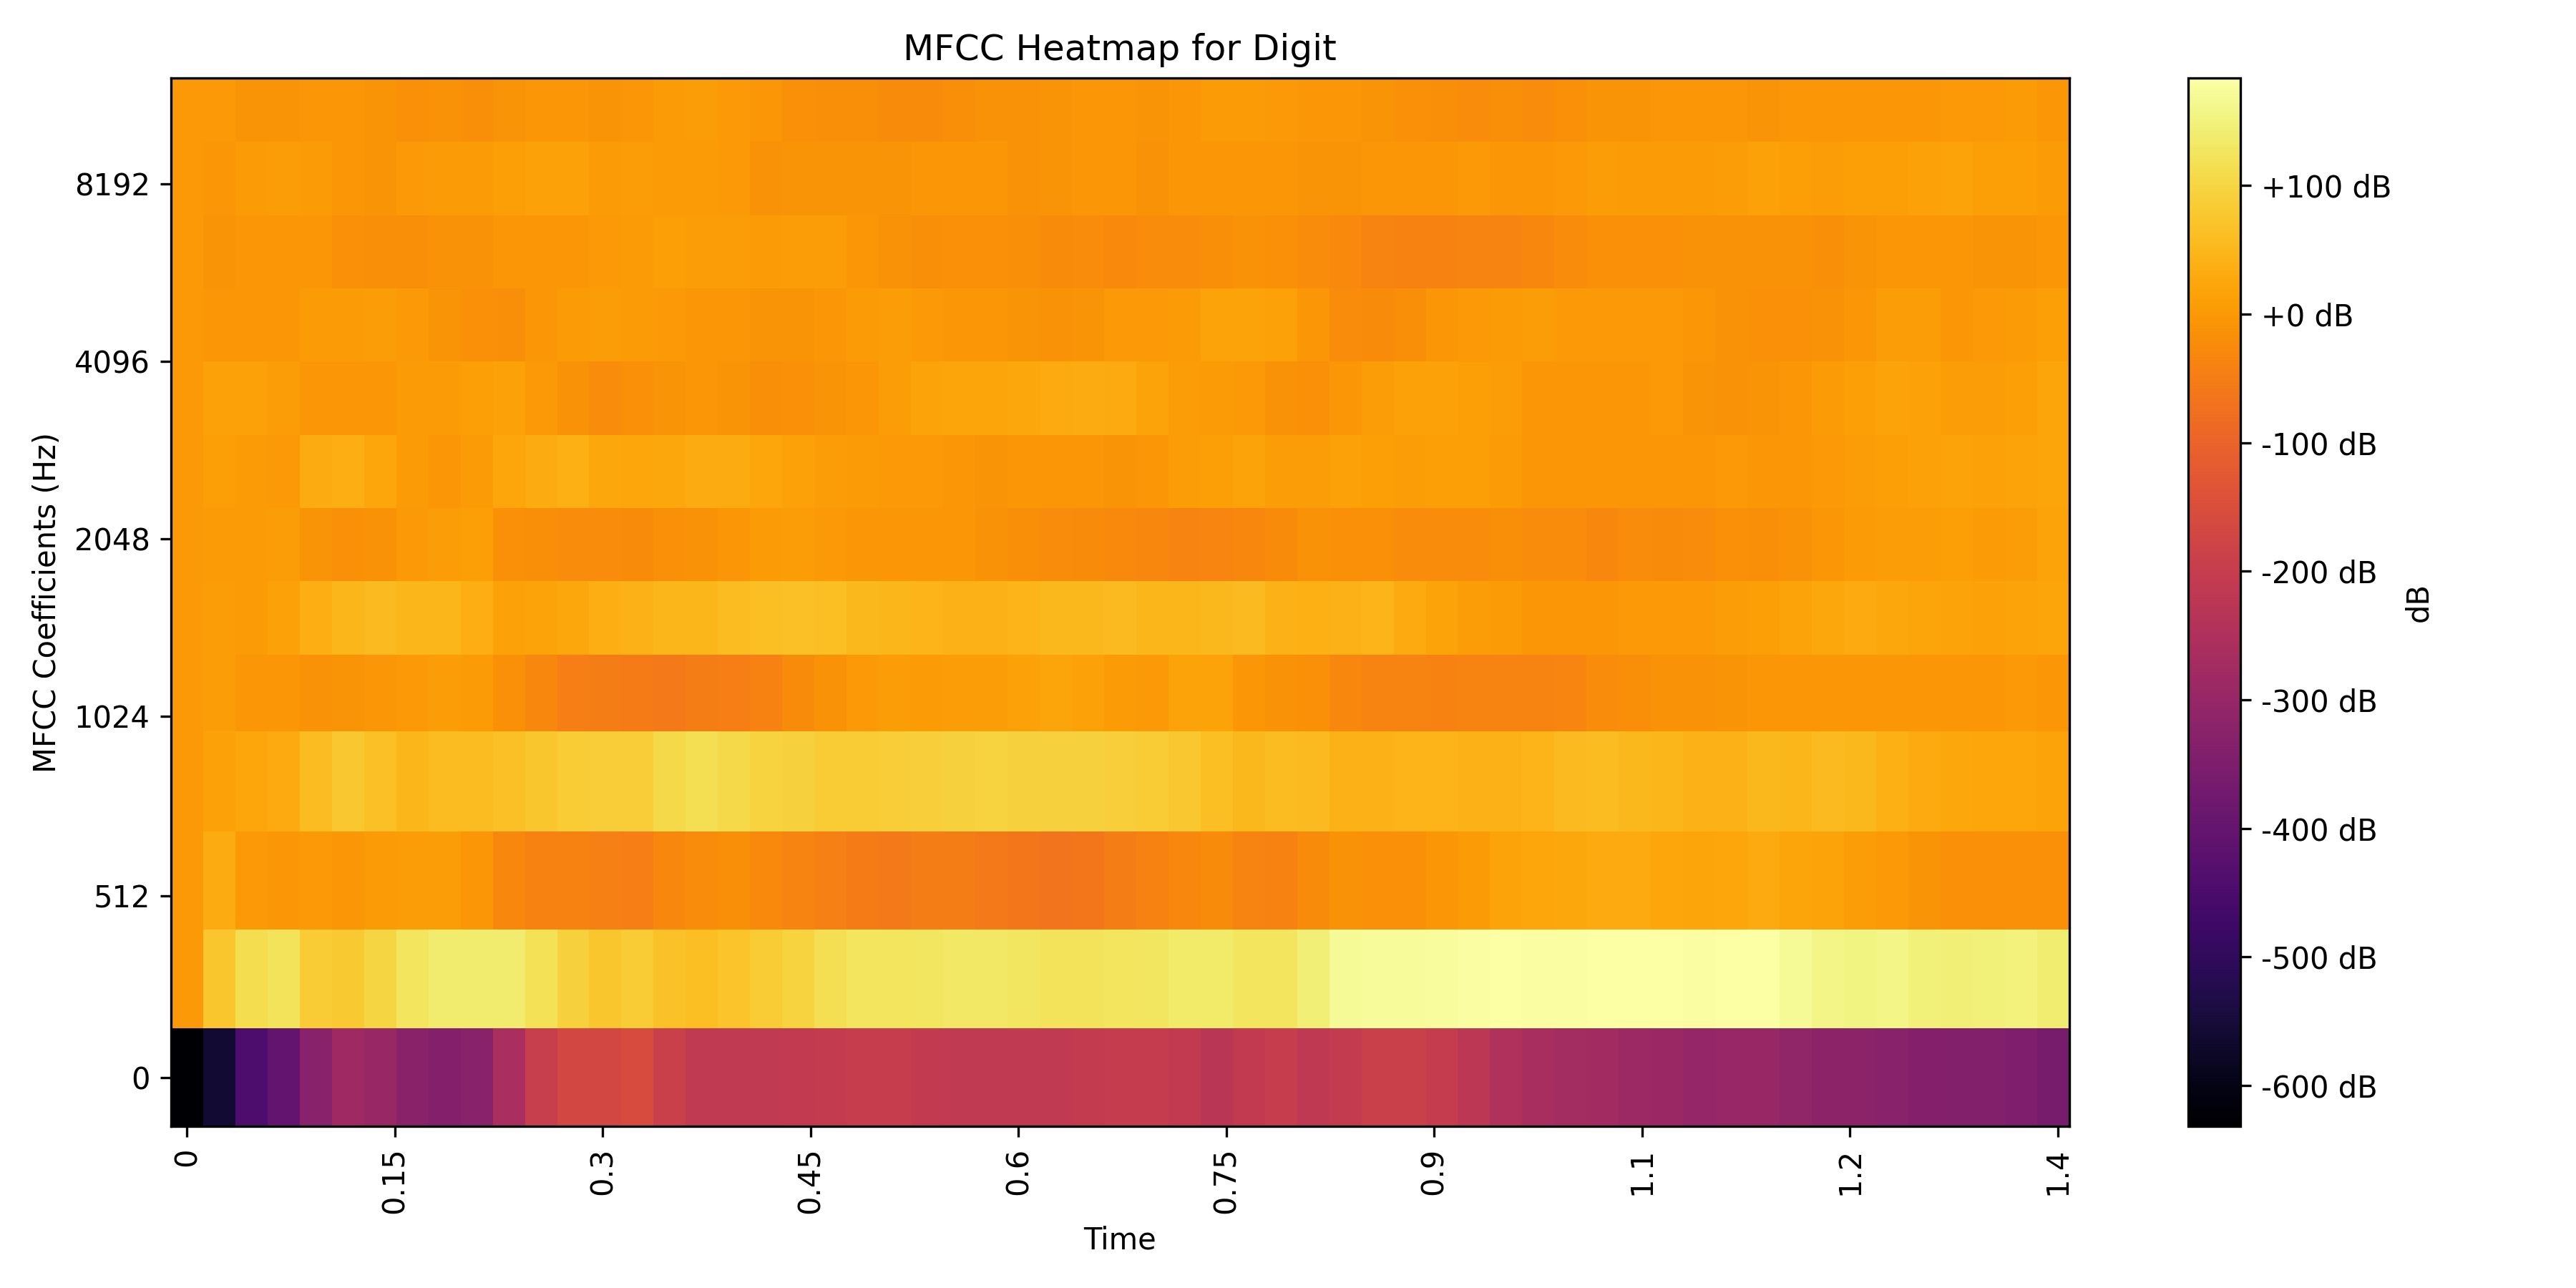 MFCC Heatmap for Digit
MFCC Coefficients (Hz)
8192
4096
2048
1024
512
0
0
0.15
0.3
0.45
0.6
0.75
0.9
1.1
1.2
1.4
Time
+100 dB
+0 dB
-100 dB
-200 dB
-300 dB
-400 dB
-500 dB
-600 dB
dB